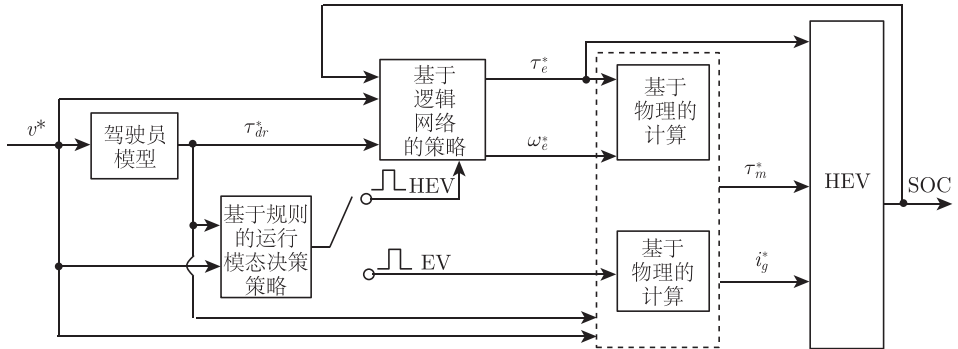 v*
驾驶员
模型
τ*dr
基于规则
的运行
模态决策
策略
基于
逻辑
网络
的策略
HEV
EV
τ*e
ω*e
基于
物理的
计算
基于
物理的
计算
τ*m
i*g
HEV
SOC